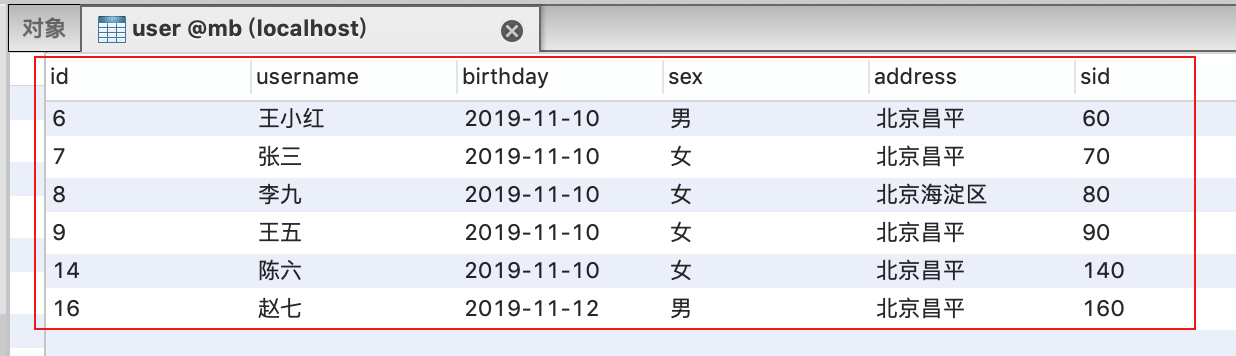 对象 user @mb (localhost)
id username birthday sex address sid
6 王小红 2019-11-10 男 北京昌平 60
7 张三 2019-11-10 女 北京昌平 70
8 李九 2019-11-10 女 北京海淀区 80
9 王五 2019-11-10 女 北京昌平 90
14 陈六 2019-11-10 女 北京昌平 140
16 赵七 2019-11-12 男 北京昌平 160